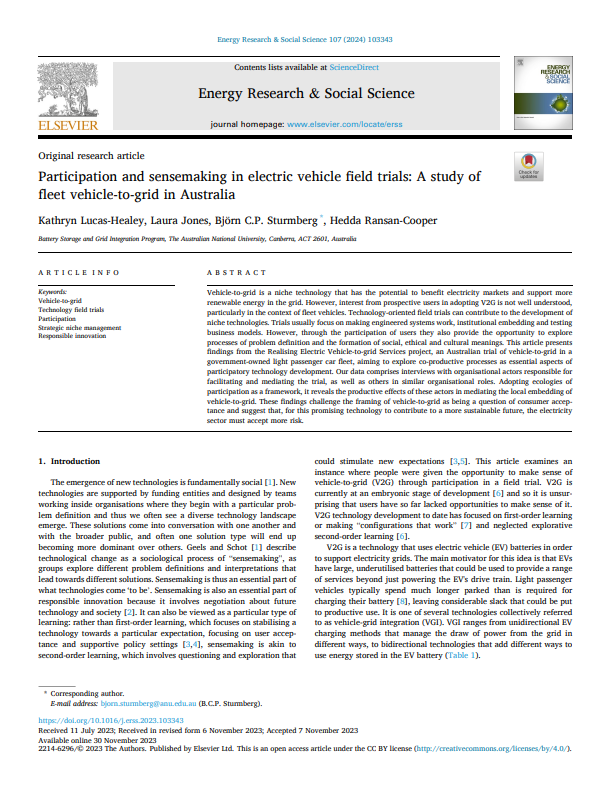 Energy Research & Social Science 107 (2024) 103343
Contents lists available at ScienceDirect
Energy Research & Social Science
journal homepage: www.elsevier.com/locate/erss
ELSEVIER
ENERGY
RESEARCH
& SOCIAL
SCIENCE
Check for
updates
Original research article
Participation and sensemaking in electric vehicle field trials: A study of
fleet vehicle-to-grid in Australia
Kathryn Lucas-Healey, Laura Jones, Björn C.P. Sturmberg *, Hedda Ransan-Cooper
Battery Storage and Grid Integration Program, The Australian National University, Canberra, ACT 2601, Australia
ARTICLE INFO
Keywords:
Vehicle-to-grid
Technology field trials
Participation
Strategic niche management
Responsible innovation
ABSTRACT
Vehicle-to-grid is a niche technology that has the potential to benefit electricity markets and support more
renewable energy in the grid. However, interest from prospective users in adopting V2G is not well understood,
particularly in the context of fleet vehicles. Technology-oriented field trials can contribute to the development of
niche technologies. Trials usually focus on making engineered systems work, institutional embedding and testing
business models. However, through the participation of users they also provide the opportunity to explore
processes of problem definition and the formation of social, ethical and cultural meanings. This article presents
findings from the Realising Electric Vehicle-to-grid Services project, an Australian trial of vehicle-to-grid in a
government-owned light passenger car fleet, aiming to explore co-productive processes as essential aspects of
participatory technology development. Our data comprises interviews with organisational actors responsible for
facilitating and mediating the trial, as well as others in similar organisational roles. Adopting ecologies of
participation as a framework, it reveals the productive effects of these actors in mediating the local embedding of
vehicle-to-grid. These findings challenge the framing of vehicle-to-grid as being a question of consumer accep-
tance and suggest that, for this promising technology to contribute to a more sustainable future, the electricity
sector must accept more risk.
1. Introduction
The emergence of new technologies is fundamentally social [1]. New
technologies are supported by funding entities and designed by teams
working inside organisations where they begin with a particular prob-
lem definition and thus we often see a diverse technology landscape
emerge. These solutions come into conversation with one another and
with the broader public, and often one solution type will end up
becoming more dominant over others. Geels and Schot [1] describe
technological change as a sociological process of "sensemaking", as
groups explore different problem definitions and interpretations that
lead towards different solutions. Sensemaking is thus an essential part of
what technologies come 'to be'. Sensemaking is also an essential part of
responsible innovation because it involves negotiation about future
technology and society [2]. It can also be viewed as a particular type of
learning: rather than first-order learning, which focuses on stabilising a
technology towards a particular expectation, focusing on user accep-
tance and supportive policy settings [3,4], sensemaking is akin to
second-order learning, which involves questioning and exploration that
could stimulate new expectations [3,5]. This article examines an
instance where people were given the opportunity to make sense of
vehicle-to-grid (V2G) through participation in a field trial. V2G is
currently at an embryonic stage of development [6] and so it is unsur-
prising that users have so far lacked opportunities to make sense of it.
V2G technology development to date has focused on first-order learning
or making "configurations that work" [7] and neglected explorative
second-order learning [6].
V2G is a technology that uses electric vehicle (EV) batteries in order
to support electricity grids. The main motivator for this idea is that EVs
have large, underutilised batteries that could be used to provide a range
of services beyond just powering the EV's drive train. Light passenger
vehicles typically spend much longer parked than is required for
charging their battery [8], leaving considerable slack that could be put
to productive use. It is one of several technologies collectively referred
to as vehicle-grid integration (VGI). VGI ranges from unidirectional EV
charging methods that manage the draw of power from the grid in
different ways, to bidirectional technologies that add different ways to
use energy stored in the EV battery (Table 1).
* Corresponding author.
E-mail address: bjorn.sturmberg@anu.edu.au (B.C.P. Sturmberg).
https://doi.org/10.1016/j.erss.2023.103343
Received 11 July 2023; Received in revised form 6 November 2023; Accepted 7 November 2023
Available online 30 November 2023
2214-6296/© 2023 The Authors. Published by Elsevier Ltd. This is an open access article under the CC BY license (http://creativecommons.org/licenses/by/4.0/).